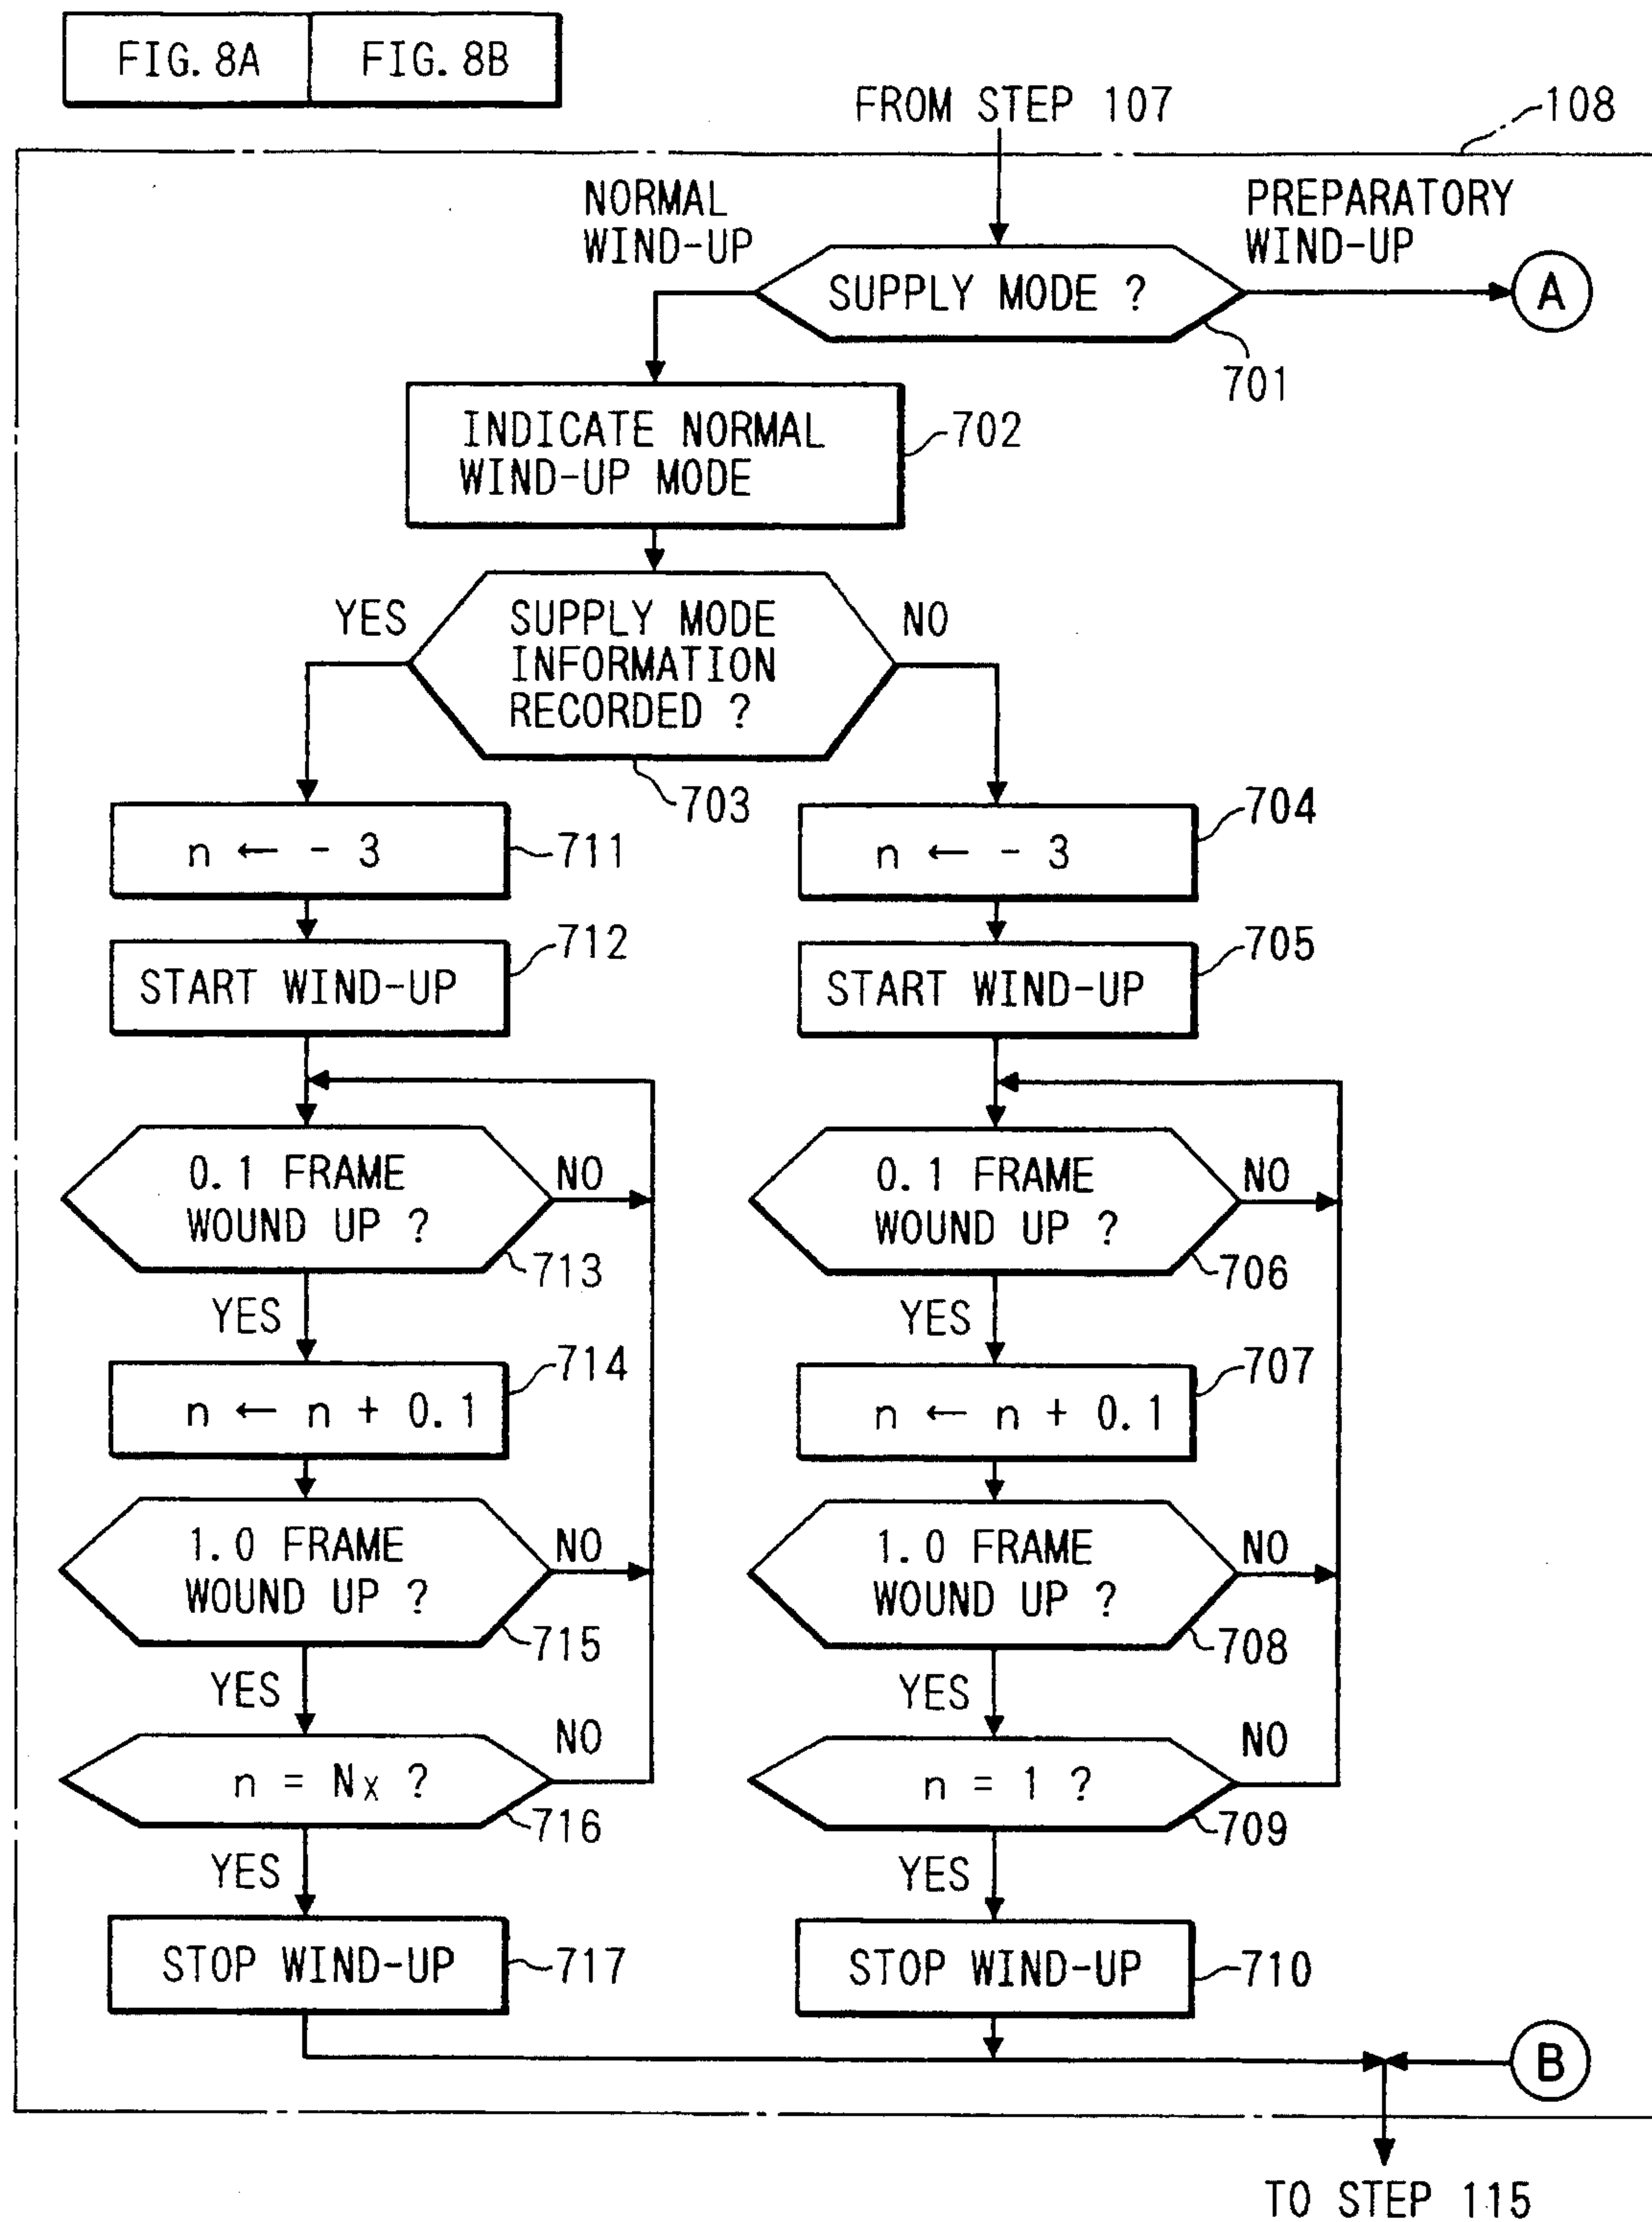 FIG. 8A
FIG. 8B
FROM STEP 107
108
NORMAL
WIND-UP
PREPARATORY
WIND-UP
SUPPLY MODE ?
A
701
INDICATE NORMAL
WIND-UP MODE
702
YES
SUPPLY MODE
INFORMATION
RECORDED ?
NO
703
n ← - 3
711
n ← - 3
704
START WIND-UP
712
START WIND-UP
705
0.1 FRAME
WOUND UP ?
NO
713
0.1 FRAME
WOUND UP ?
NO
706
YES
YES
n ← n + 0.1
714
n ← n + 0.1
707
1.0 FRAME
WOUND UP ?
NO
715
1.0 FRAME
WOUND UP ?
NO
708
YES
YES
n = NX ?
NO
716
n = 1 ?
NO
709
YES
YES
STOP WIND-UP
717
STOP WIND-UP
710
B
TO STEP 115